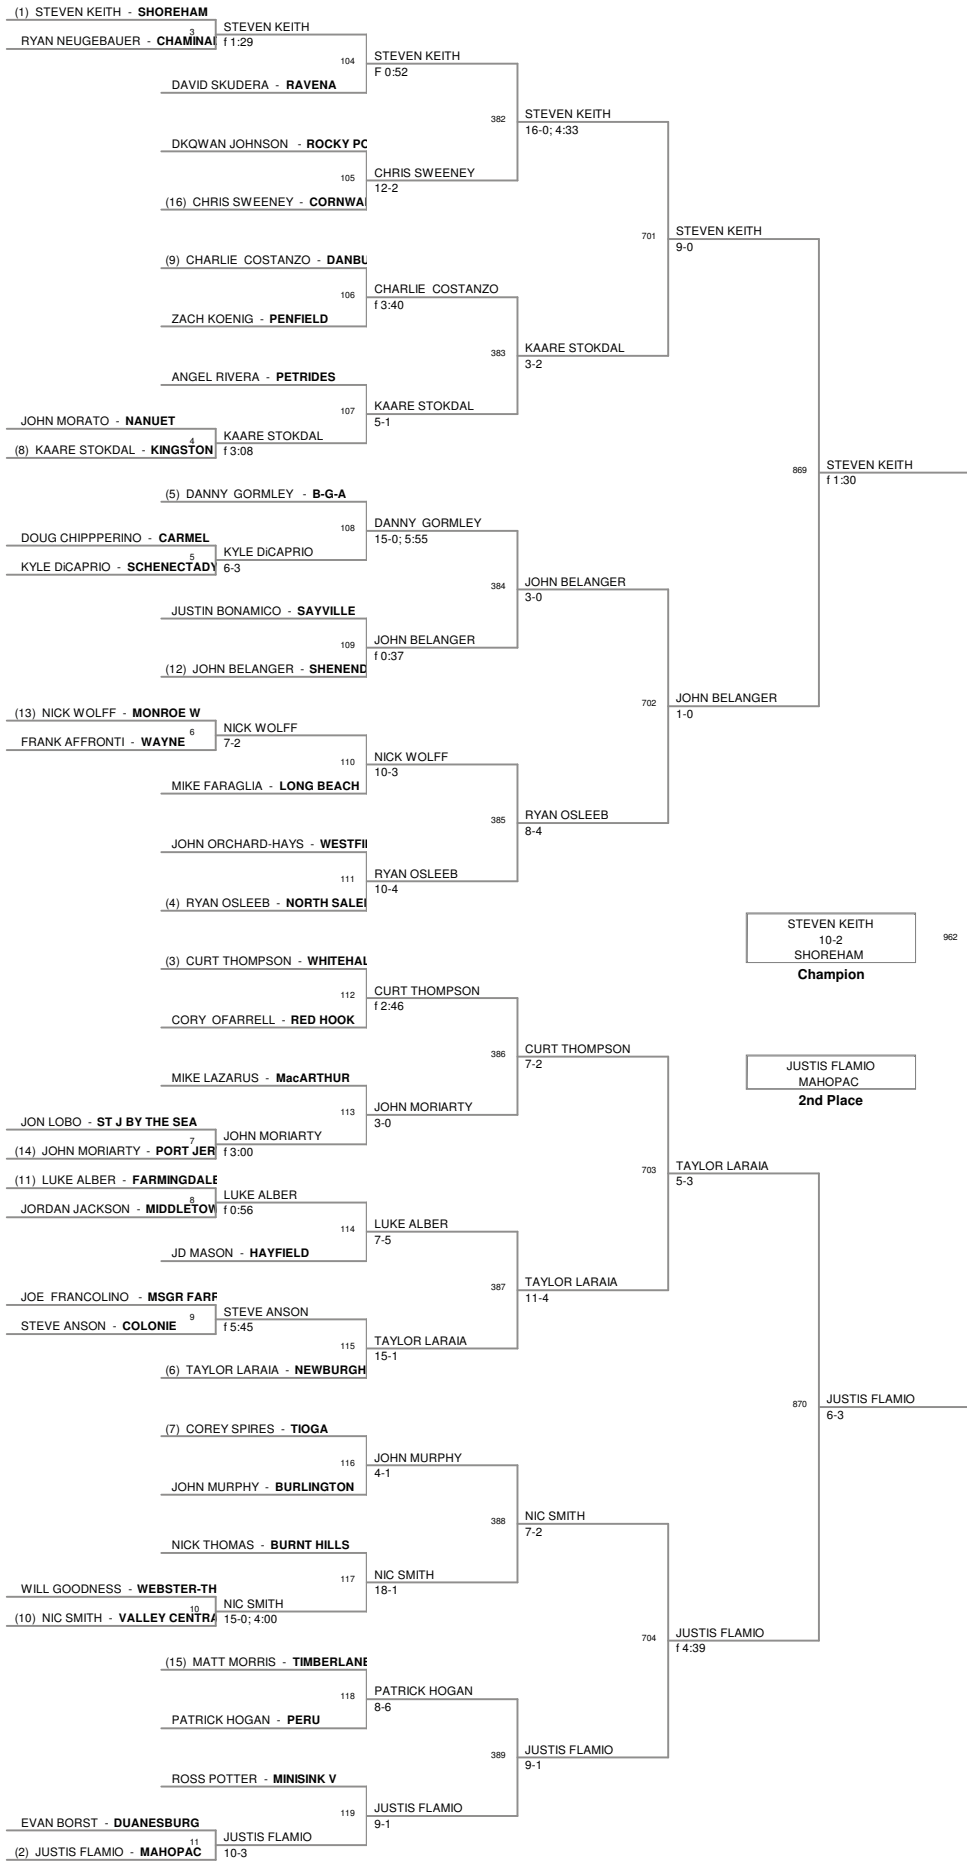 (1) STEVEN KEITH - SHOREHAM
3
STEVEN KEITH
RYAN NEUGEBAUER - CHAMINA
f 1:29
104
STEVEN KEITH
F 0:52
DAVID SKUDERA - RAVENA
382
STEVEN KEITH
16-0; 4:33
DKQWAN JOHNSON - ROCKY PO
105
CHRIS SWEENEY
12-2
(16) CHRIS SWEENEY - CORNWA
701
STEVEN KEITH
9-0
(9) CHARLIE COSTANZO - DANBU
106
CHARLIE COSTANZO
f 3:40
ZACH KOENIG - PENFIELD
383
KAARE STOKDAL
3-2
ANGEL RIVERA - PETRIDES
107
KAARE STOKDAL
5-1
JOHN MORATO - NANUET
4
KAARE STOKDAL
(8) KAARE STOKDAL - KINGSTON
f 3:08
869
STEVEN KEITH
f 1:30
(5) DANNY GORMLEY - B-G-A
108
DANNY GORMLEY
15-0; 5:55
DOUG CHIPPPERINO - CARMEL
5
KYLE DiCAPRIO
KYLE DiCAPRIO - SCHENECTADY
6-3
384
JOHN BELANGER
3-0
JUSTIN BONAMICO - SAYVILLE
109
JOHN BELANGER
f 0:37
(12) JOHN BELANGER - SHENEND
702
JOHN BELANGER
1-0
(13) NICK WOLFF - MONROE W
6
NICK WOLFF
FRANK AFFRONTI - WAYNE
7-2
110
NICK WOLFF
10-3
MIKE FARAGLIA - LONG BEACH
385
RYAN OSLEEB
8-4
JOHN ORCHARD-HAYS - WESTFI
111
RYAN OSLEEB
10-4
(4) RYAN OSLEEB - NORTH SALE
STEVEN KEITH
10-2
SHOREHAM
962
Champion
(3) CURT THOMPSON - WHITEHAL
112
CURT THOMPSON
f 2:46
CORY OFARRELL - RED HOOK
386
CURT THOMPSON
7-2
JUSTIS FLAMIO
MAHOPAC
2nd Place
MIKE LAZARUS - MacARTHUR
113
JOHN MORIARTY
3-0
JON LOBO - ST J BY THE SEA
7
JOHN MORIARTY
(14) JOHN MORIARTY - PORT JER
f 3:00
703
TAYLOR LARAIA
5-3
(11) LUKE ALBER - FARMINGDALE
8
LUKE ALBER
JORDAN JACKSON - MIDDLETOW
f 0:56
114
LUKE ALBER
7-5
JD MASON - HAYFIELD
387
TAYLOR LARAIA
11-4
JOE FRANCOLINO - MSGR FARR
9
STEVE ANSON
STEVE ANSON - COLONIE
f 5:45
115
TAYLOR LARAIA
15-1
(6) TAYLOR LARAIA - NEWBURGH
870
JUSTIS FLAMIO
6-3
(7) COREY SPIRES - TIOGA
116
JOHN MURPHY
4-1
JOHN MURPHY - BURLINGTON
388
NIC SMITH
7-2
NICK THOMAS - BURNT HILLS
117
NIC SMITH
18-1
WILL GOODNESS - WEBSTER-TH
10
NIC SMITH
(10) NIC SMITH - VALLEY CENTRA
15-0; 4:00
704
JUSTIS FLAMIO
f 4:39
(15) MATT MORRIS - TIMBERLANE
118
PATRICK HOGAN
8-6
PATRICK HOGAN - PERU
389
JUSTIS FLAMIO
9-1
ROSS POTTER - MINISINK V
119
JUSTIS FLAMIO
9-1
EVAN BORST - DUANESBURG
11
JUSTIS FLAMIO
(2) JUSTIS FLAMIO - MAHOPAC
10-3